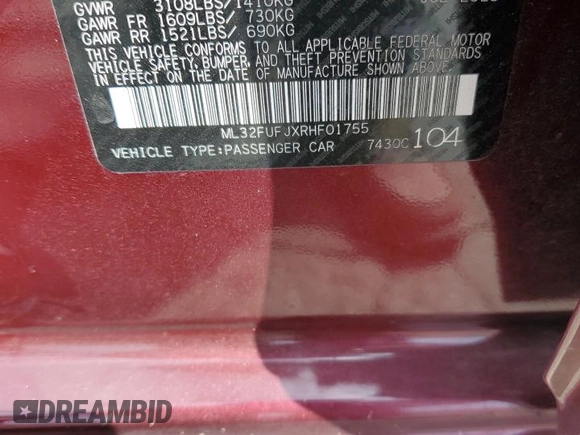 GVWR 3108LBS/1410KG
GAWR FR 1609LBS/ 730KG
GAWR RR 1521LBS/ 690KG
THIS VEHICLE CONFORMS TO ALL APPLICABLE FEDERAL MOTOR
VEHICLE SAFETY, BUMPER, AND THEFT PREVENTION STANDARDS
IN EFFECT ON THE DATE OF MANUFACTURE SHOWN ABOVE.
ML32FUFJXRHF01755
VEHICLE TYPE:PASSENGER CAR 7430C 104
DREAMBID